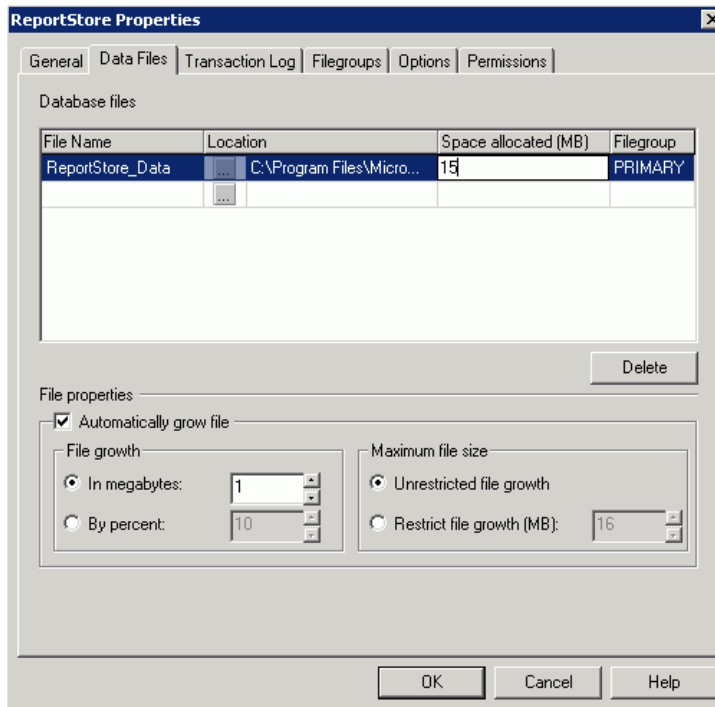 ReportStore Properties
General Data Files Transaction Log Filegroups Options Permissions
Database files
File Name Location Space allocated (MB) Filegroup
ReportStore_Data ... C:\Program Files\Micro... 15 PRIMARY
...
Delete
File properties
Automatically grow file
File growth Maximum file size
In megabytes: 1 Unrestricted file growth
By percent: 10 Restrict file growth (MB): 16
OK Cancel Help